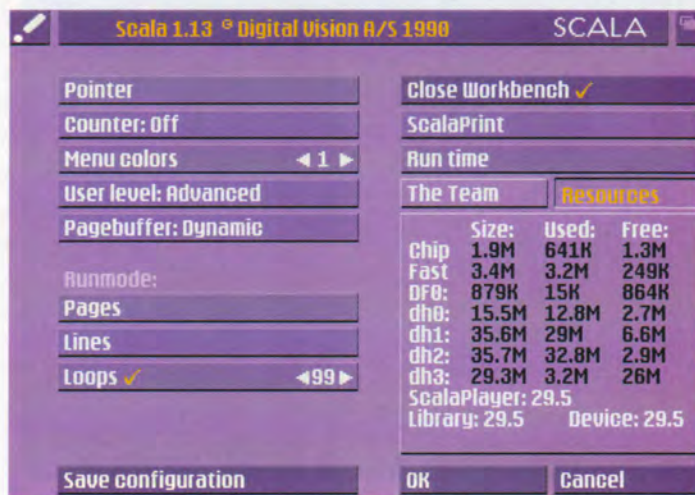 Scala 1.13 © Digital Vision A/S 1990 SCALA
Pointer
Counter: Off
Menu colors 1
User level: Advanced
Pagebuffer: Dynamic
Runmode:
Pages
Lines
Loops ✓ 99
Save configuration
Close Workbench ✓
ScalaPrint
Run time
The Team Resources
Size: Used: Free:
Chip 1.9M 641K 1.3M
Fast 3.4M 3.2M 249K
DF0: 879K 15K 864K
dh0: 15.5M 12.8M 2.7M
dh1: 35.6M 29M 6.6M
dh2: 35.7M 32.8M 2.9M
dh3: 29.3M 3.2M 26M
ScalaPlayer: 29.5
Library: 29.5 Device: 29.5
OK Cancel